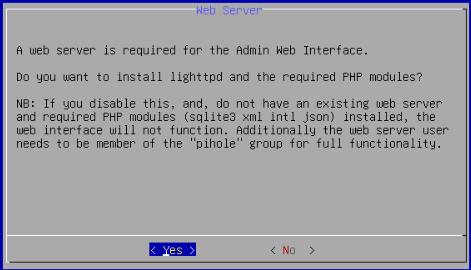 Web Server
A web server is required for the Admin Web Interface.
Do you want to install lighttpd and the required PHP modules?
NB: If you disable this, and, do not have an existing web server
and required PHP modules (sqlite3 xml intl json) installed, the
web interface will not function. Additionally the web server user
needs to be member of the "pihole" group for full functionality.
< Yes > < No >